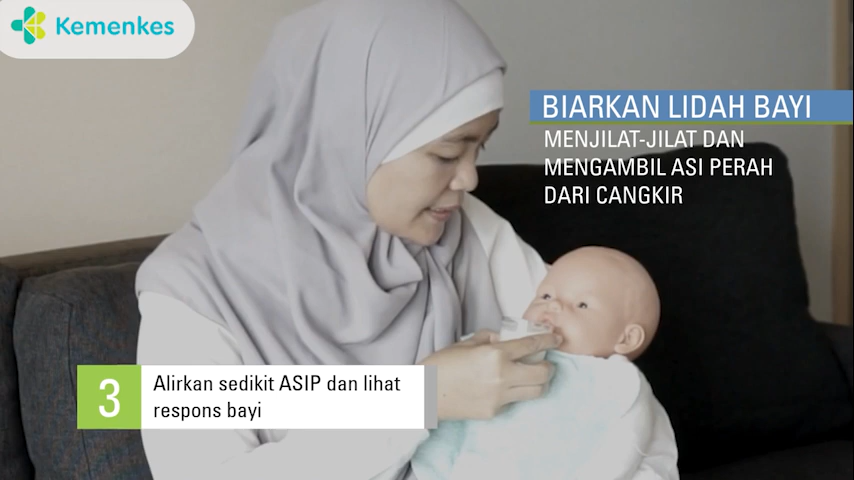 Kemenkes
BIARKAN LIDAH BAYI
MENJILAT-JILAT DAN
MENGAMBIL ASI PERAH
DARI CANGKIR
3
Alirkan sedikit ASIP dan lihat
respons bayi